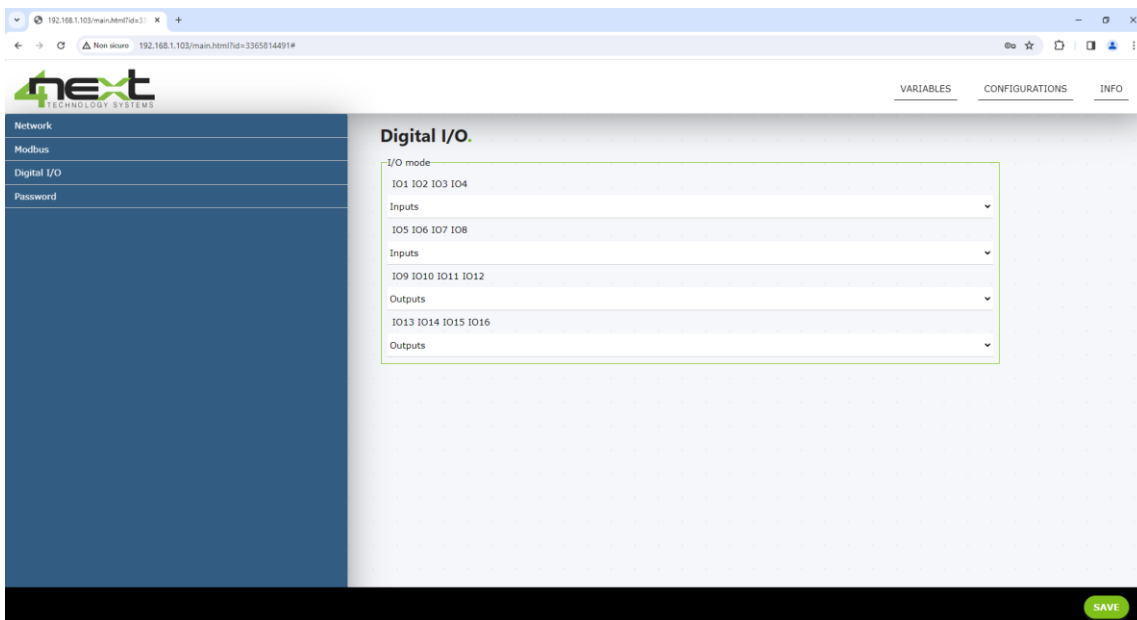 192.168.1.103/main.html?id=33
Non sicuro 192.168.1.103/main.html?id=3365814491#
4next
TECHNOLOGY SYSTEMS
VARIABLES CONFIGURATIONS INFO
Network
Modbus
Digital I/O
Password
Digital I/O.
I/O mode
IO1 IO2 IO3 IO4
Inputs
IO5 IO6 IO7 IO8
Inputs
IO9 IO10 IO11 IO12
Outputs
IO13 IO14 IO15 IO16
Outputs
SAVE